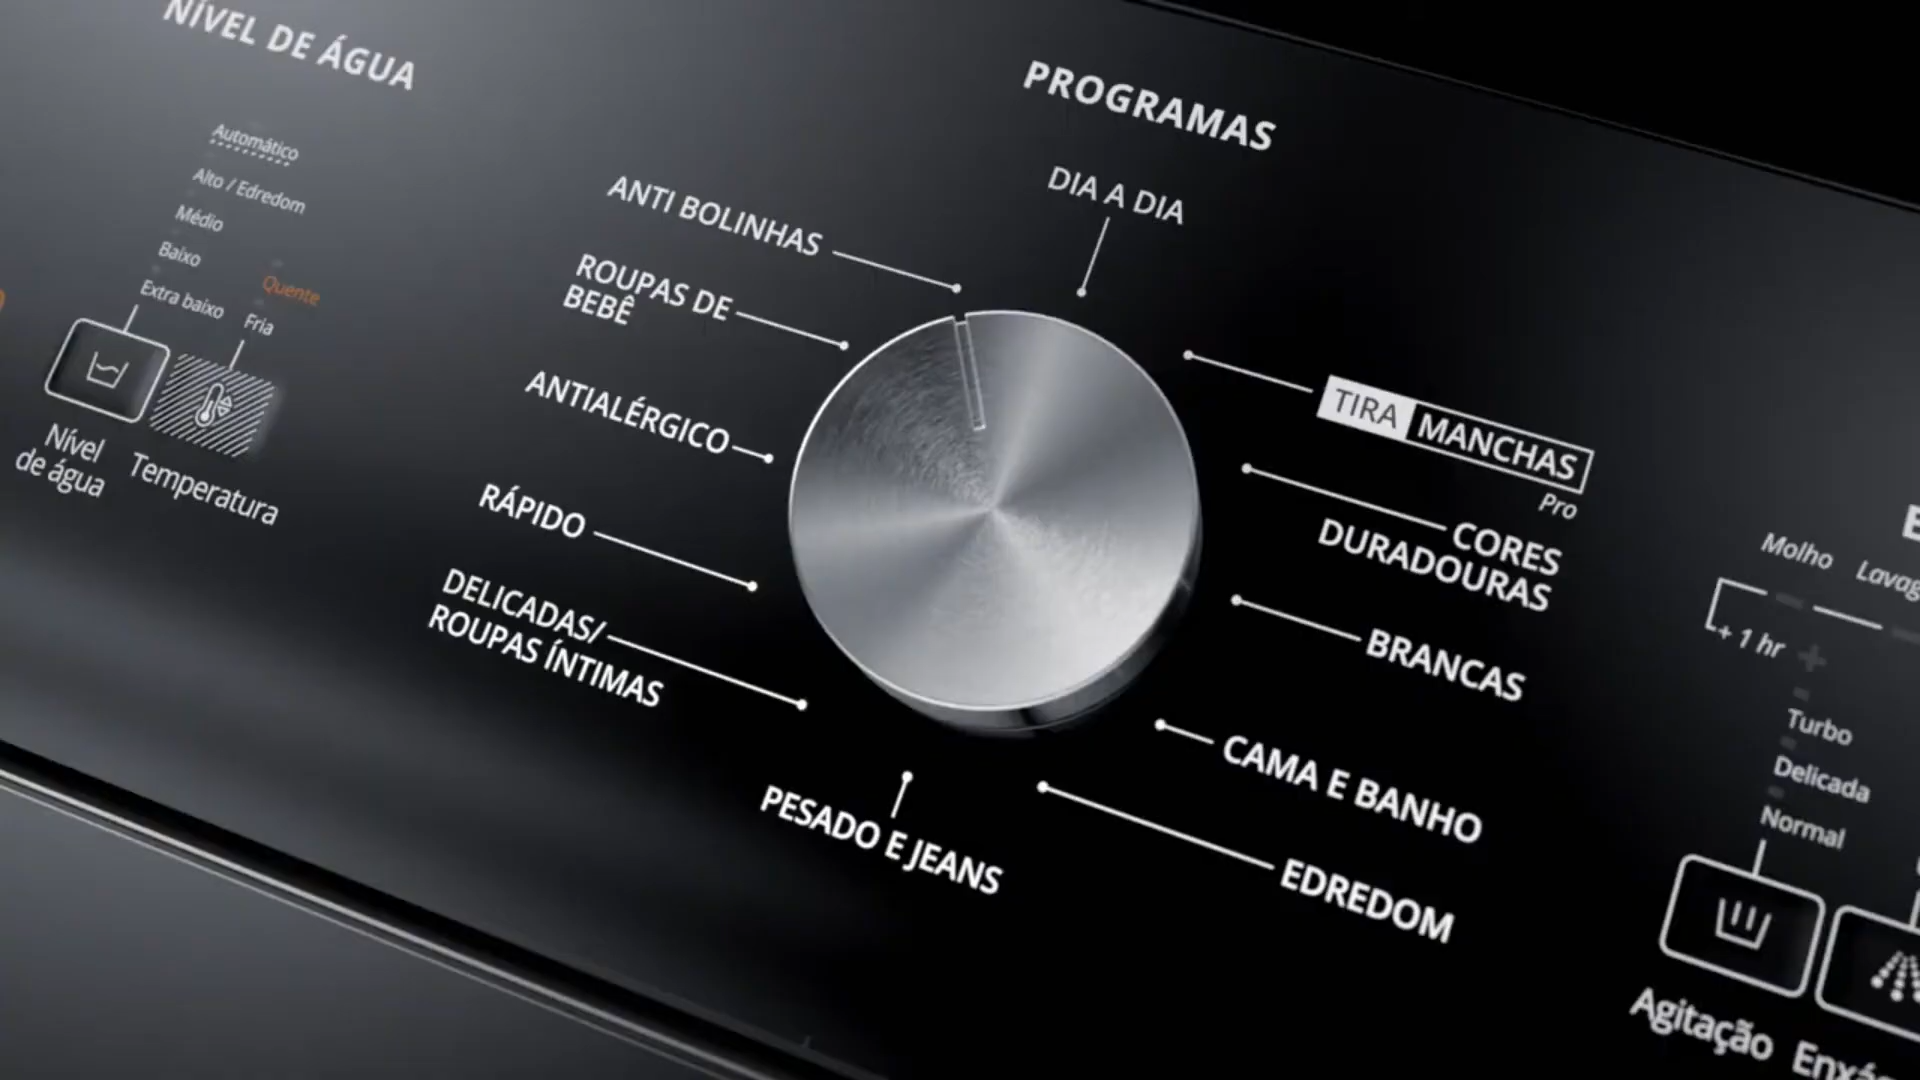 NÍVEL DE ÁGUA
Automático
Alto / Edredom
Médio
Baixo
Extra baixo
Quente
Fria
Nível
de água
Temperatura
PROGRAMAS
DIA A DIA
ANTI BOLINHAS
ROUPAS DE
BEBÊ
ANTIALÉRGICO
RÁPIDO
DELICADAS/
ROUPAS ÍNTIMAS
PESADO E JEANS
TIRA MANCHAS
Pro
CORES
DURADOURAS
BRANCAS
CAMA E BANHO
EDREDOM
Molho
+ 1 hr
Turbo
Delicada
Normal
Agitação